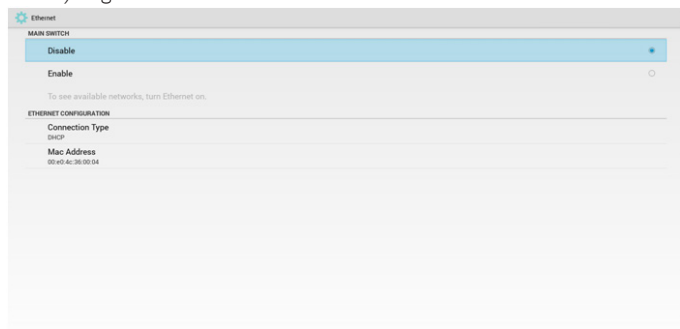 Ethernet
MAIN SWITCH
Disable
Enable
To see available networks, turn Ethernet on.
ETHERNET CONFIGURATION
Connection Type
DHCP
Mac Address
00:e0:4c:36:00:04